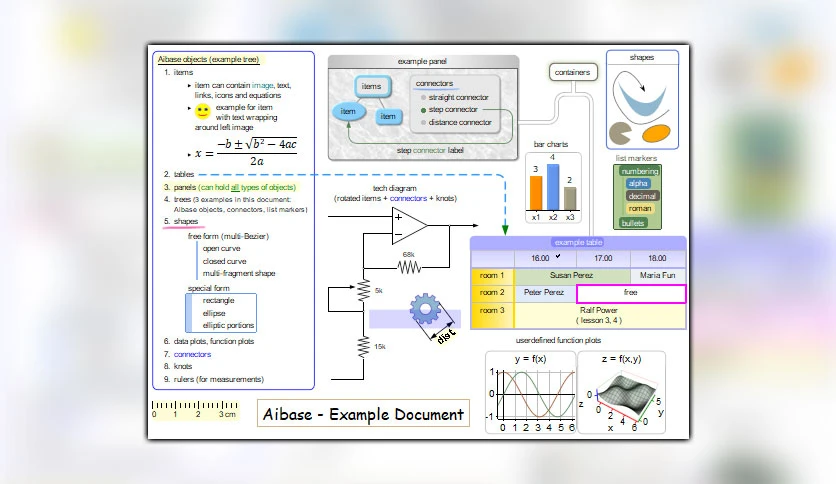 Aibase objects (example tree)
1. items
item can contain image, text,
links, icons and equations
example for item
with text wrapping
around left image
x = -b ± √b² − 4ac
2a
2. tables
3. panels (can hold all types of objects)
4. trees (3 examples in this document:
Aibase objects, connectors, list markers)
5. shapes
free form (multi-Bezier)
open curve
closed curve
multi-fragment shape
special form
rectangle
ellipse
elliptic portions
6. data plots, function plots
7. connectors
8. knots
9. rulers (for measurements)
0 1 2 3 cm
Aibase - Example Document
example panel
items
item
item
connectors
straight connector
step connector
distance connector
step connector label
containers
shapes
bar charts
3
4
2
x1 x2 x3
list markers
numbering
alpha
decimal
roman
bullets
tech diagram
(rotated items + connectors + knots)
+
68k
5k
15k
dist
example table
16.00 ✔ 17.00 18.00
room 1 Susan Perez Maria Fun
room 2 Peter Perez free
room 3 Ralf Power
( lesson 3, 4 )
userdefined function plots
y = f(x)
1
0
-1
0 1 2 3 4 5 6
z = f(x,y)
z
0
0 2 4 6
x
0
5
y